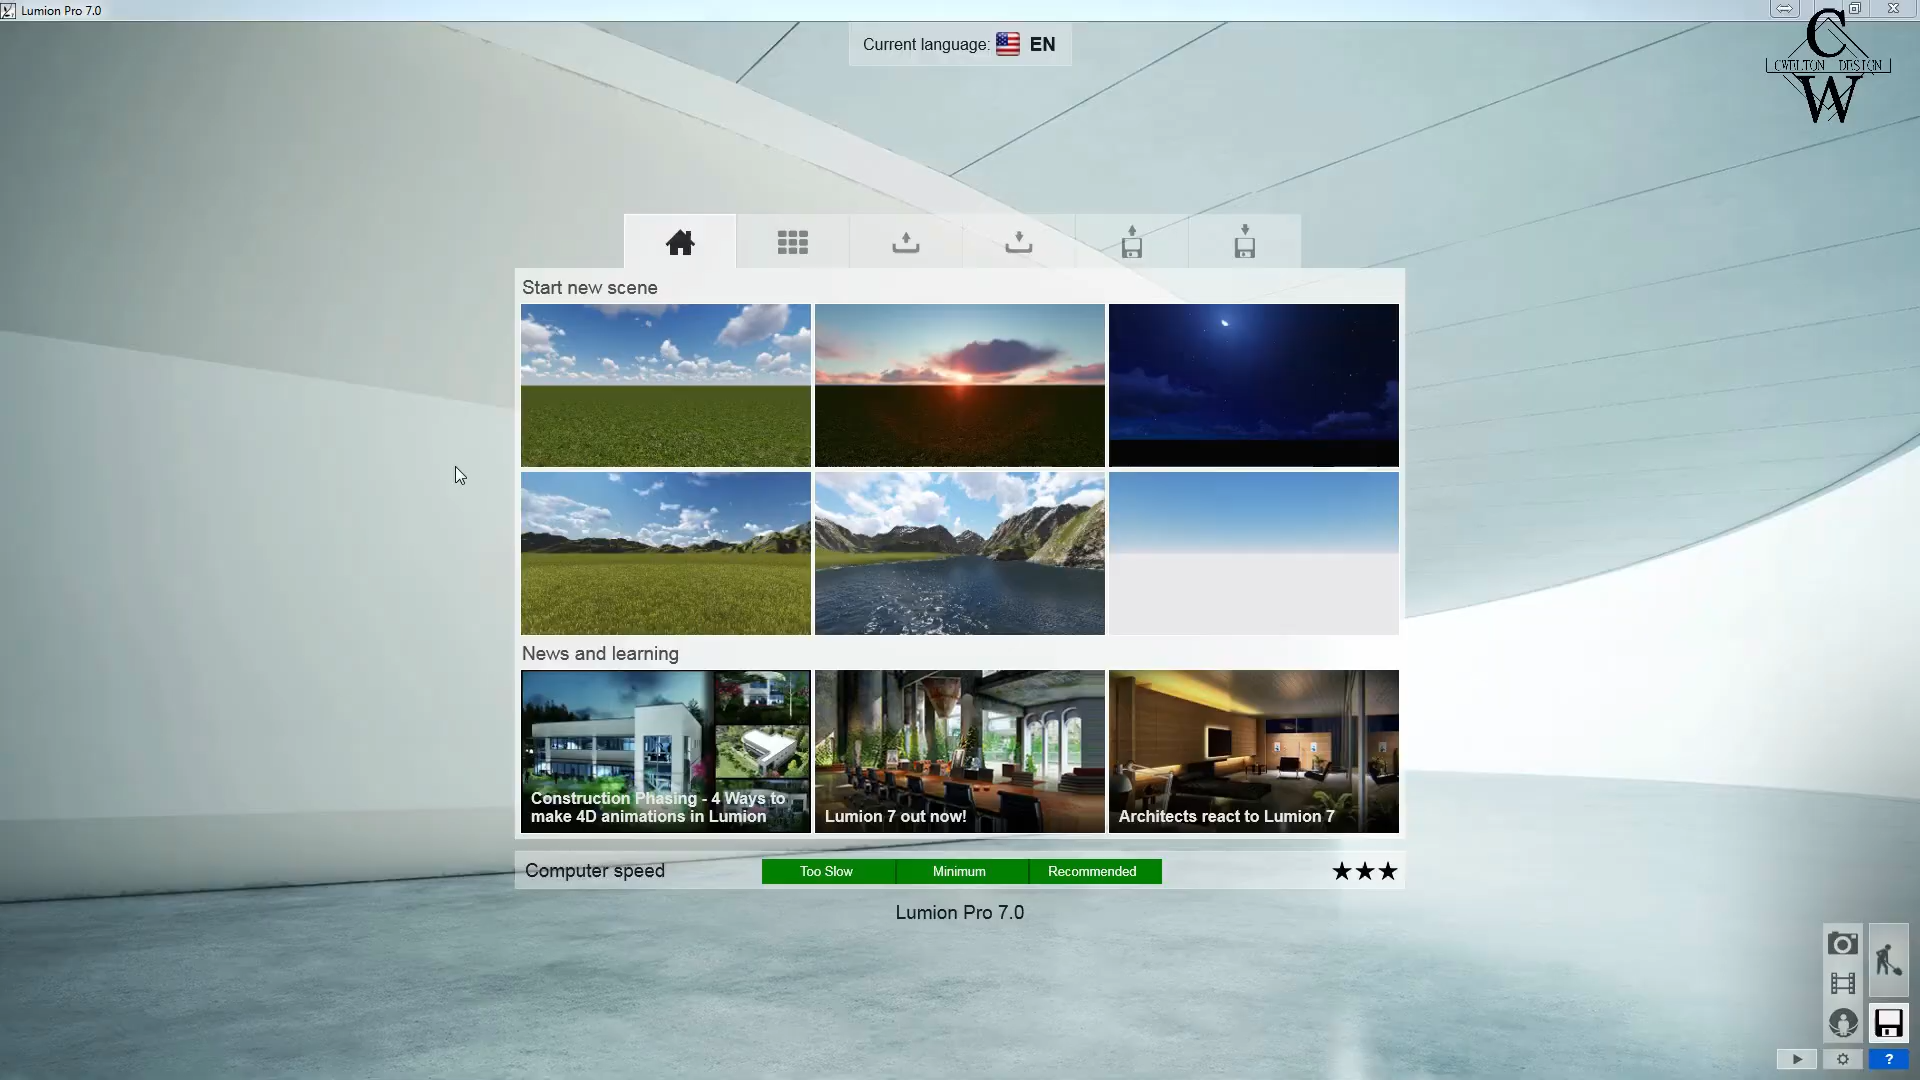 Lumion Pro 7.0
Current language: EN
C
CWELTON DESIGN
W
Start new scene
News and learning
Construction Phasing - 4 Ways to
make 4D animations in Lumion
Lumion 7 out now!
Architects react to Lumion 7
Computer speed
Too Slow
Minimum
Recommended
Lumion Pro 7.0
?